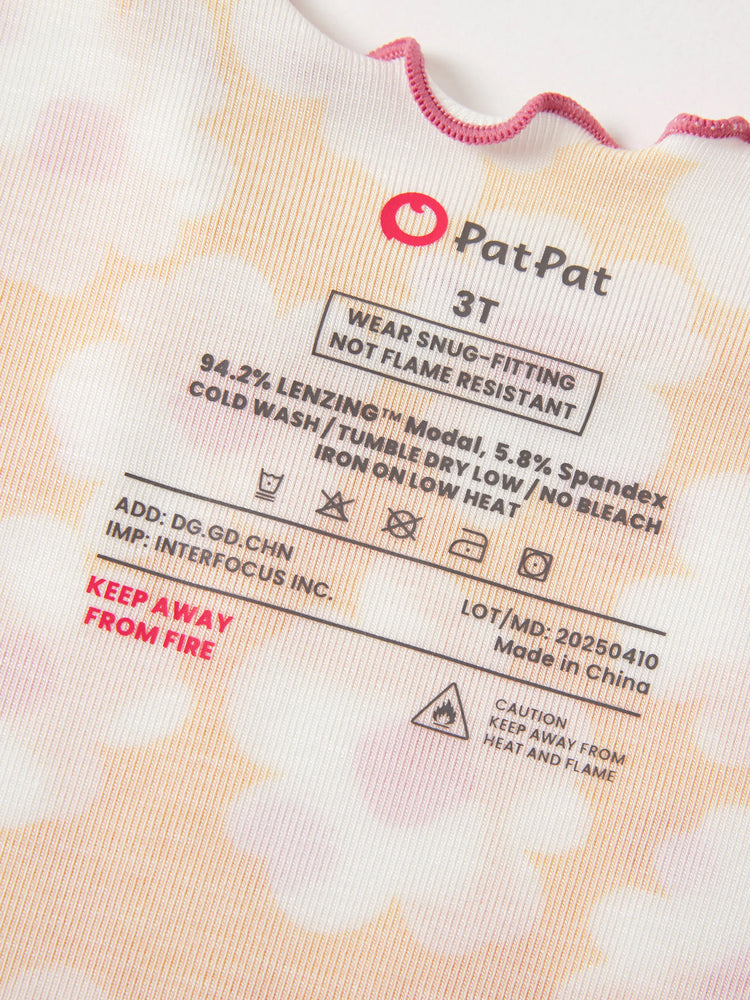 PatPat
3T
WEAR SNUG-FITTING
NOT FLAME RESISTANT
94.2% LENZING™ Modal, 5.8% Spandex
COLD WASH/TUMBLE DRY LOW/NO BLEACH
IRON ON LOW HEAT
ADD: DG.GD.CHN
IMP: INTERFOCUS INC.
LOT/MD: 20250410
Made in China
KEEP AWAY
FROM FIRE
CAUTION
KEEP AWAY FROM
HEAT AND FLAME